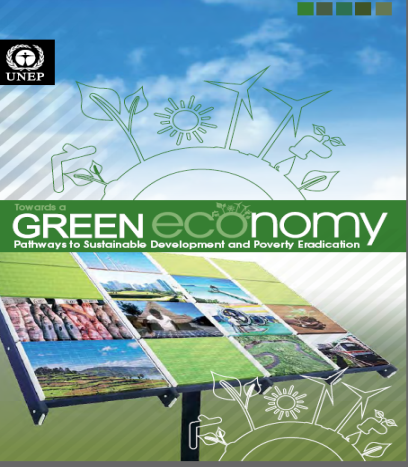 UNEP
Towards a
GREEN economy
Pathways to Sustainable Development and Poverty Eradication